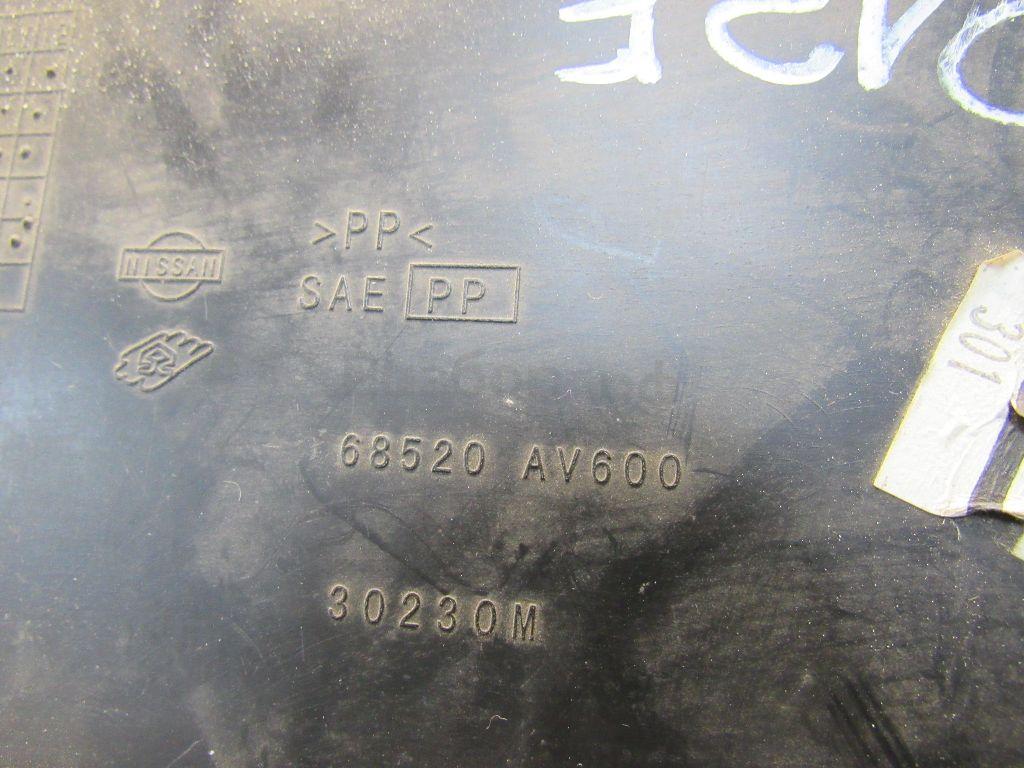 >PP<
NISSAN
SAE PP
68520 AV600
30230M
301